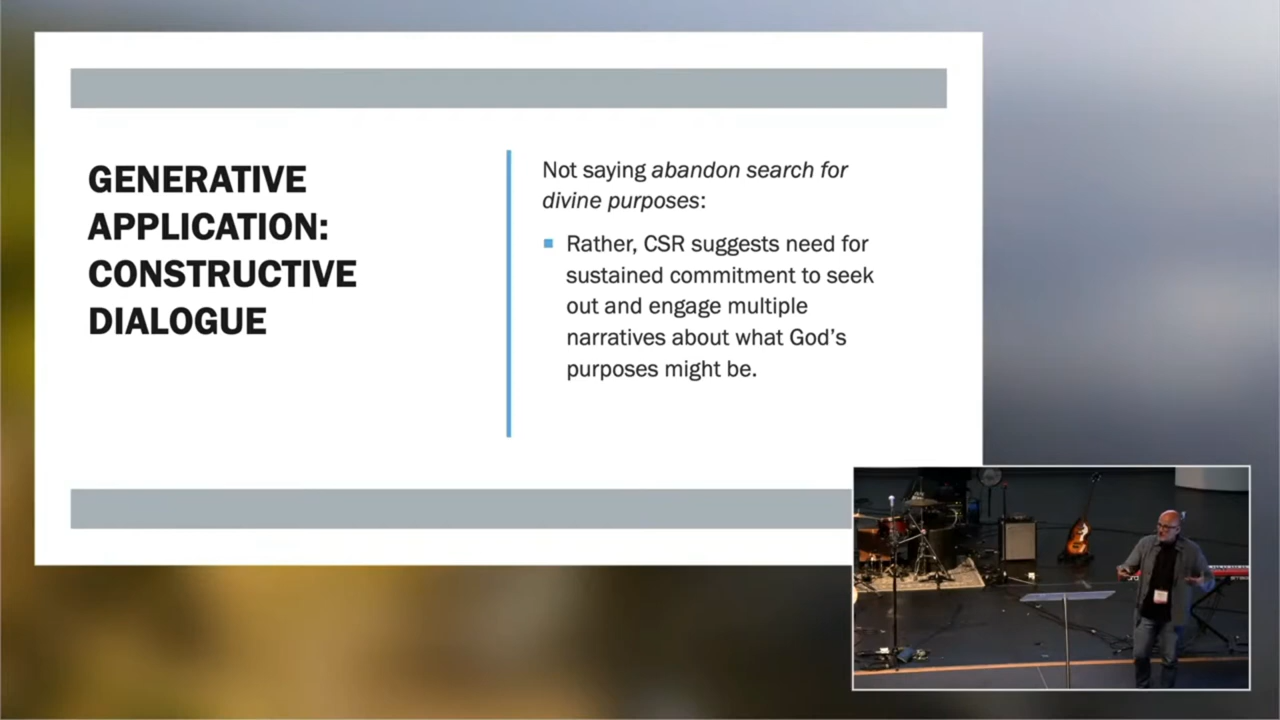 GENERATIVE
APPLICATION:
CONSTRUCTIVE
DIALOGUE
Not saying abandon search for
divine purposes:
Rather, CSR suggests need for
sustained commitment to seek
out and engage multiple
narratives about what God’s
purposes might be.